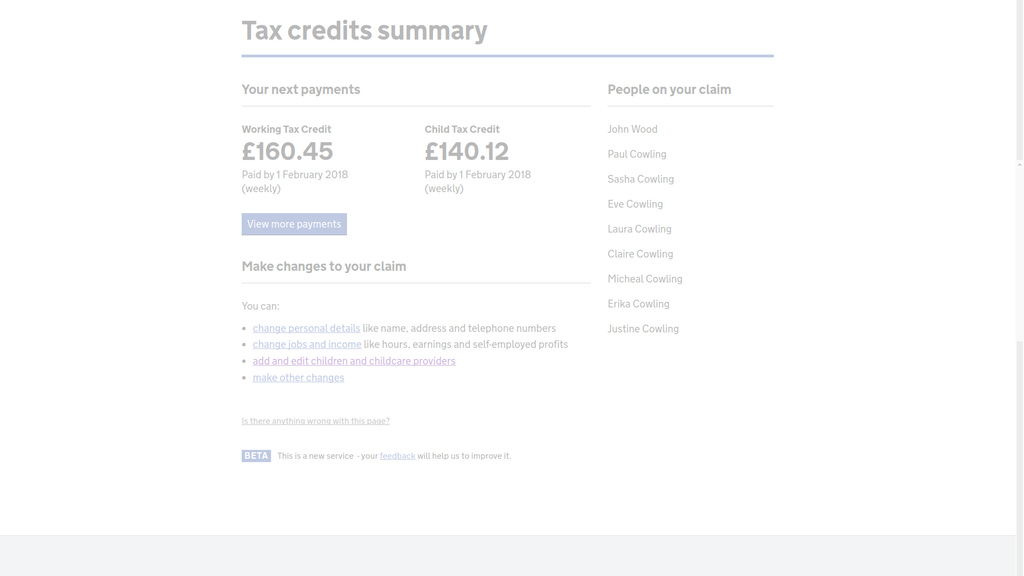 Tax credits summary
Your next payments
Working Tax Credit
£160.45
Paid by 1 February 2018
(weekly)
Child Tax Credit
£140.12
Paid by 1 February 2018
(weekly)
View more payments
Make changes to your claim
You can:
• change personal details like name, address and telephone numbers
• change jobs and income like hours, earnings and self-employed profits
• add and edit children and childcare providers
• make other changes
Is there anything wrong with this page?
BETA This is a new service - your feedback will help us to improve it.
People on your claim
John Wood
Paul Cowling
Sasha Cowling
Eve Cowling
Laura Cowling
Claire Cowling
Micheal Cowling
Erika Cowling
Justine Cowling